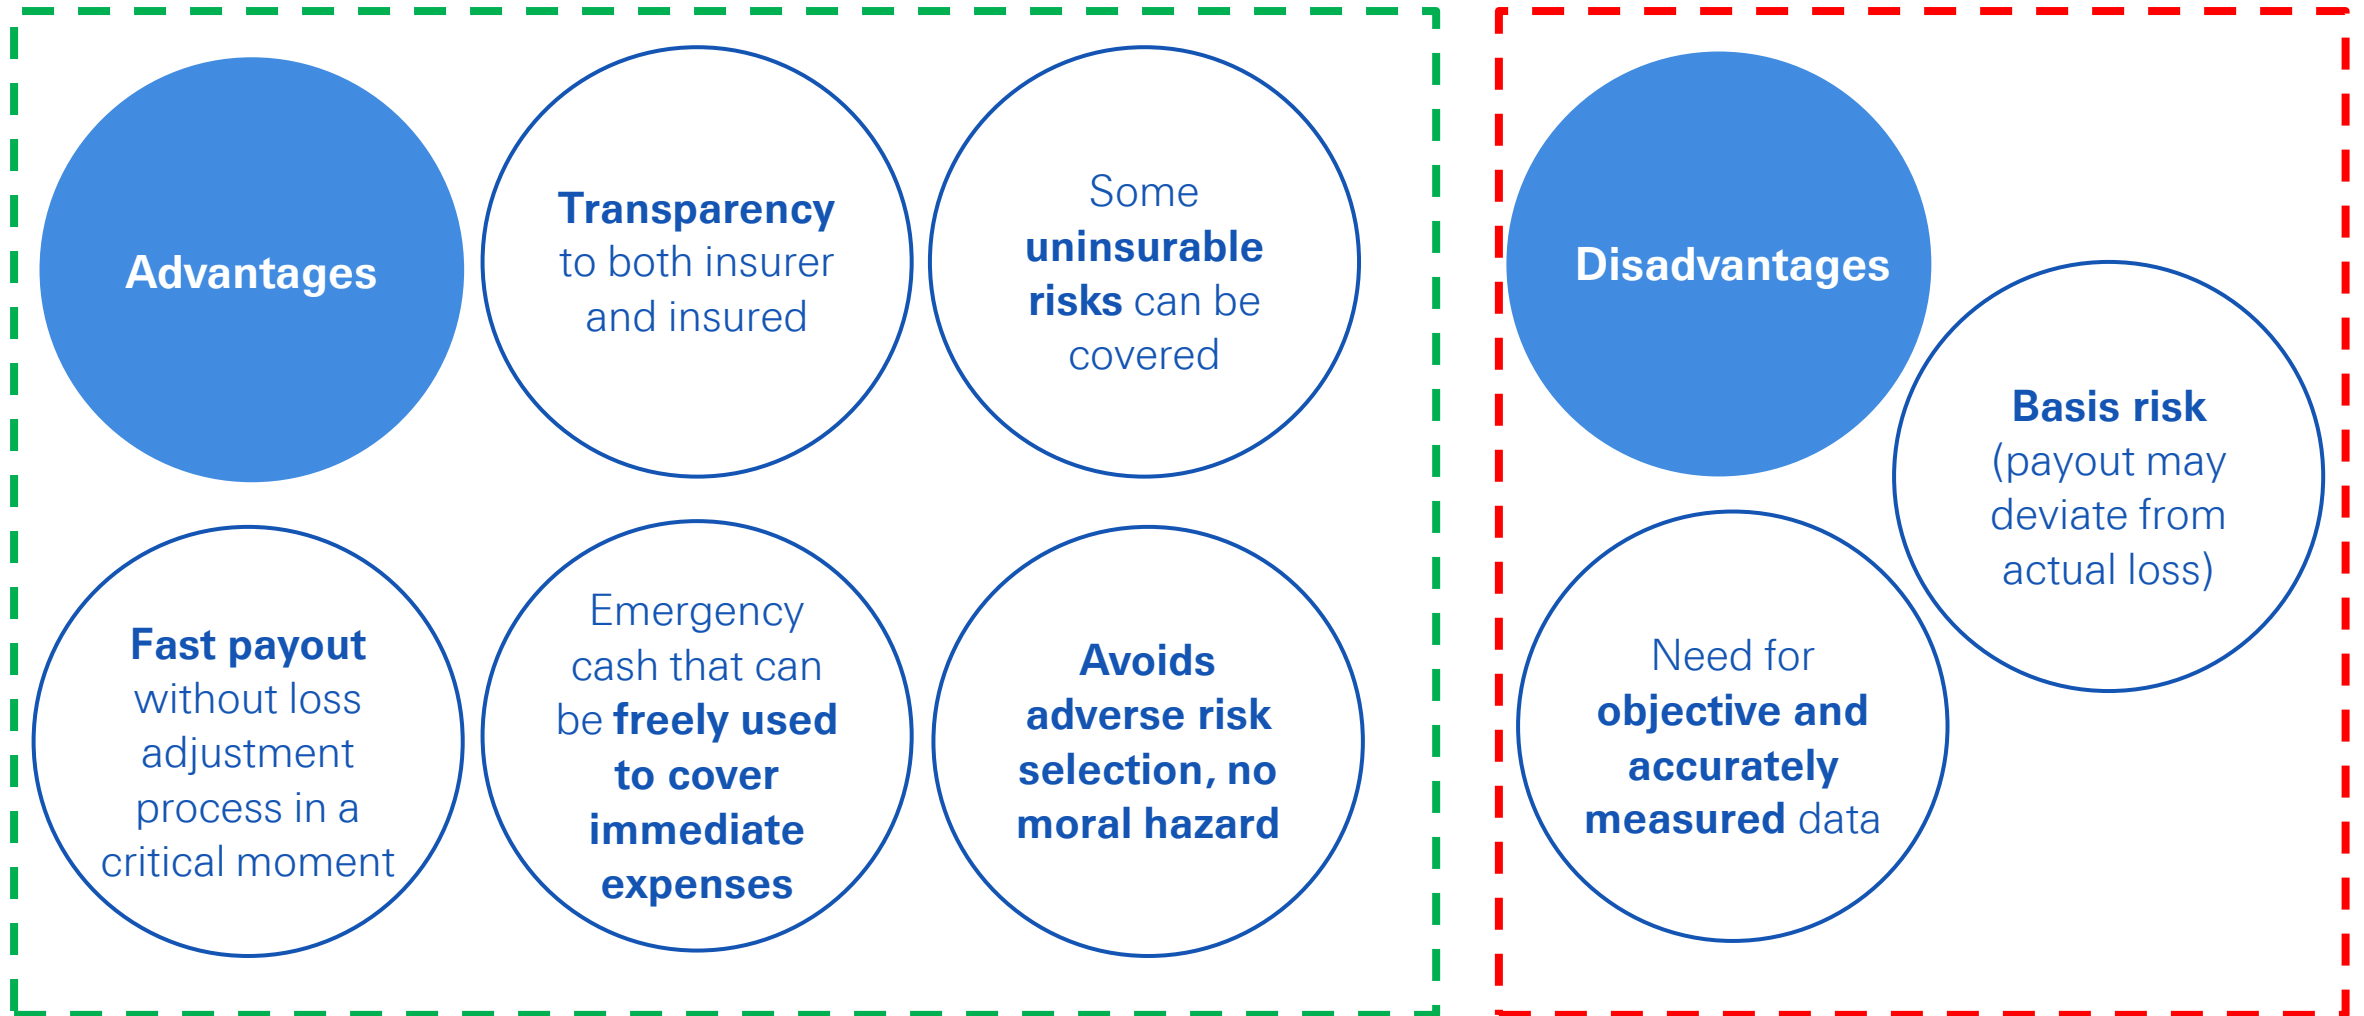 Advantages
Transparency
to both insurer
and insured
Some
uninsurable
risks can be
covered
Fast payout
without loss
adjustment
process in a
critical moment
Emergency
cash that can
be freely used
to cover
immediate
expenses
Avoids
adverse risk
selection, no
moral hazard
Disadvantages
Basis risk
(payout may
deviate from
actual loss)
Need for
objective and
accurately
measured data